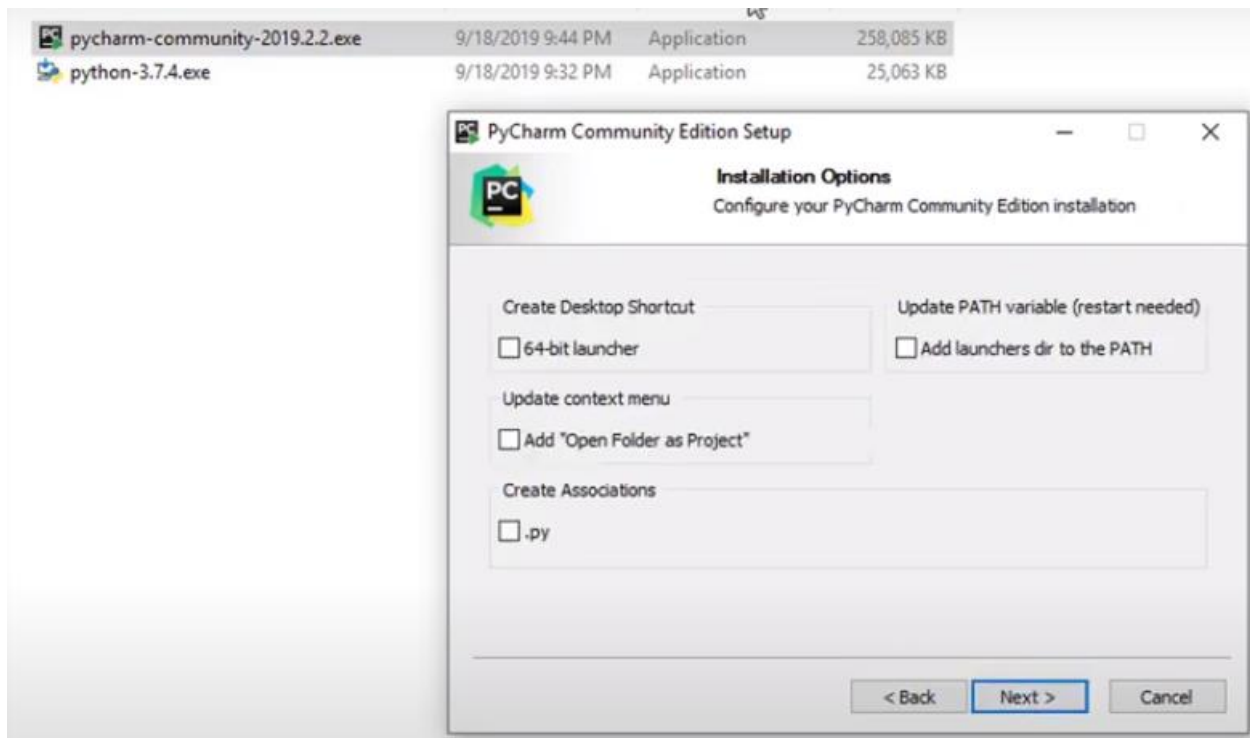 pycharm-community-2019.2.2.exe 9/18/2019 9:44 PM Application 258,085 KB
python-3.7.4.exe 9/18/2019 9:32 PM Application 25,063 KB
PC PyCharm Community Edition Setup
PC Installation Options
Configure your PyCharm Community Edition installation
Create Desktop Shortcut
64-bit launcher
Update PATH variable (restart needed)
Add launchers dir to the PATH
Update context menu
Add "Open Folder as Project"
Create Associations
.py
< Back Next > Cancel